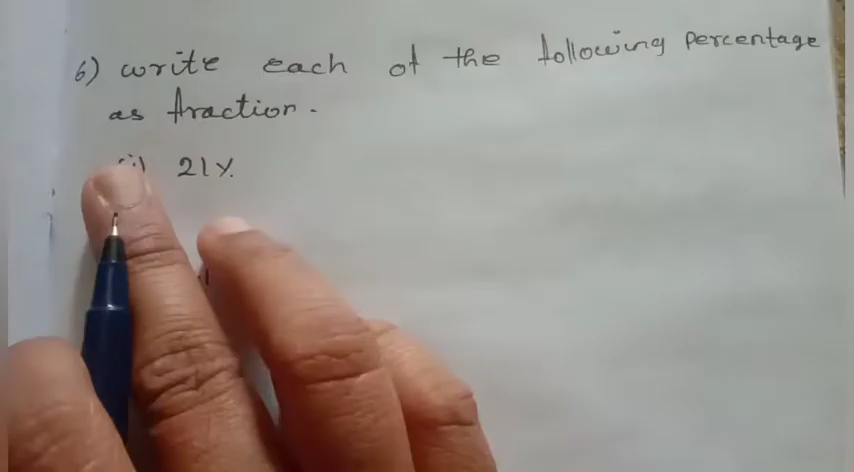 6) write each of the following percentage
as fraction.
(i) 21%